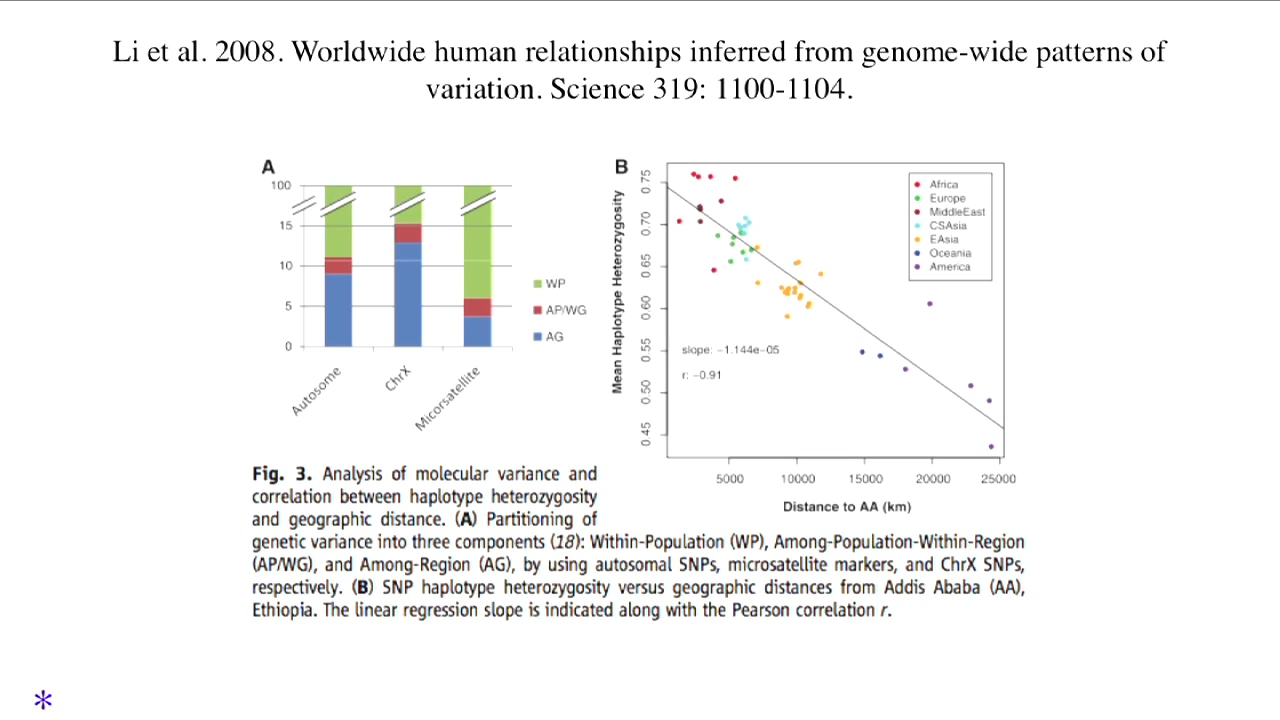 Li et al. 2008. Worldwide human relationships inferred from genome-wide patterns of
variation. Science 319: 1100-1104.
A
100
15
10
5
0
Autosome
ChrX
Micorsatellite
WP
AP/WG
AG
B
Mean Haplotype Heterozygosity
0.75
0.70
0.65
0.60
0.55
0.50
0.45
Africa
Europe
MiddleEast
CSAsia
EAsia
Oceania
America
slope: −1.144e−05
r: −0.91
5000
10000
15000
20000
25000
Distance to AA (km)
Fig. 3. Analysis of molecular variance and
correlation between haplotype heterozygosity
and geographic distance. (A) Partitioning of
genetic variance into three components (18): Within-Population (WP), Among-Population-Within-Region
(AP/WG), and Among-Region (AG), by using autosomal SNPs, microsatellite markers, and ChrX SNPs,
respectively. (B) SNP haplotype heterozygosity versus geographic distances from Addis Ababa (AA),
Ethiopia. The linear regression slope is indicated along with the Pearson correlation r.
*